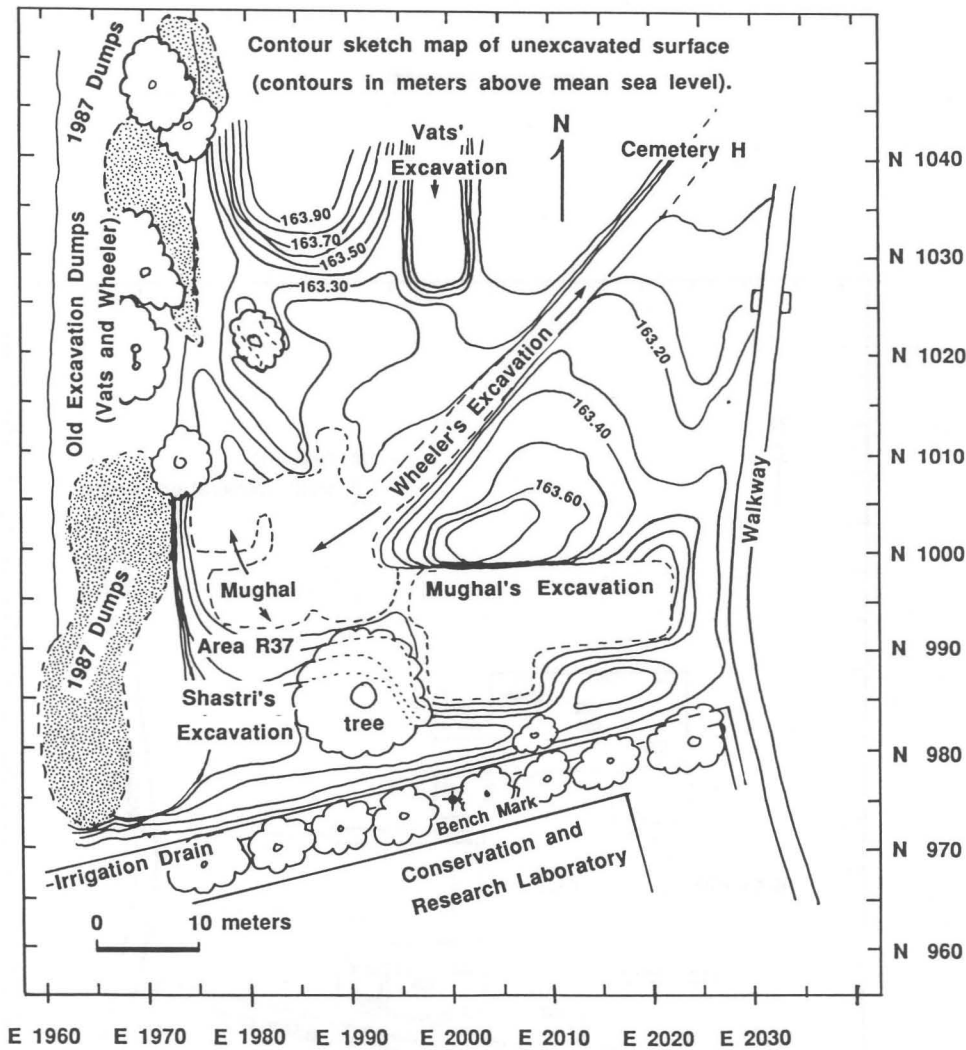 Contour sketch map of unexcavated surface
(contours in meters above mean sea level).
1987 Dumps
Vats'
Excavation
N
Cemetery H
N 1040
163.90
163.70
163.50
163.30
Old Excavation Dumps
(Vats and Wheeler)
N 1030
163.20
N 1020
Wheeler's Excavation
163.40
N 1010
163.60
Walkway
N 1000
Mughal
Mughal's Excavation
1987 Dumps
Area R37
N 990
Shastri's
Excavation
tree
N 980
Bench Mark
N 970
Irrigation Drain
Conservation and
Research Laboratory
0 10 meters
N 960
E 1960 E 1970 E 1980 E 1990 E 2000 E 2010 E 2020 E 2030